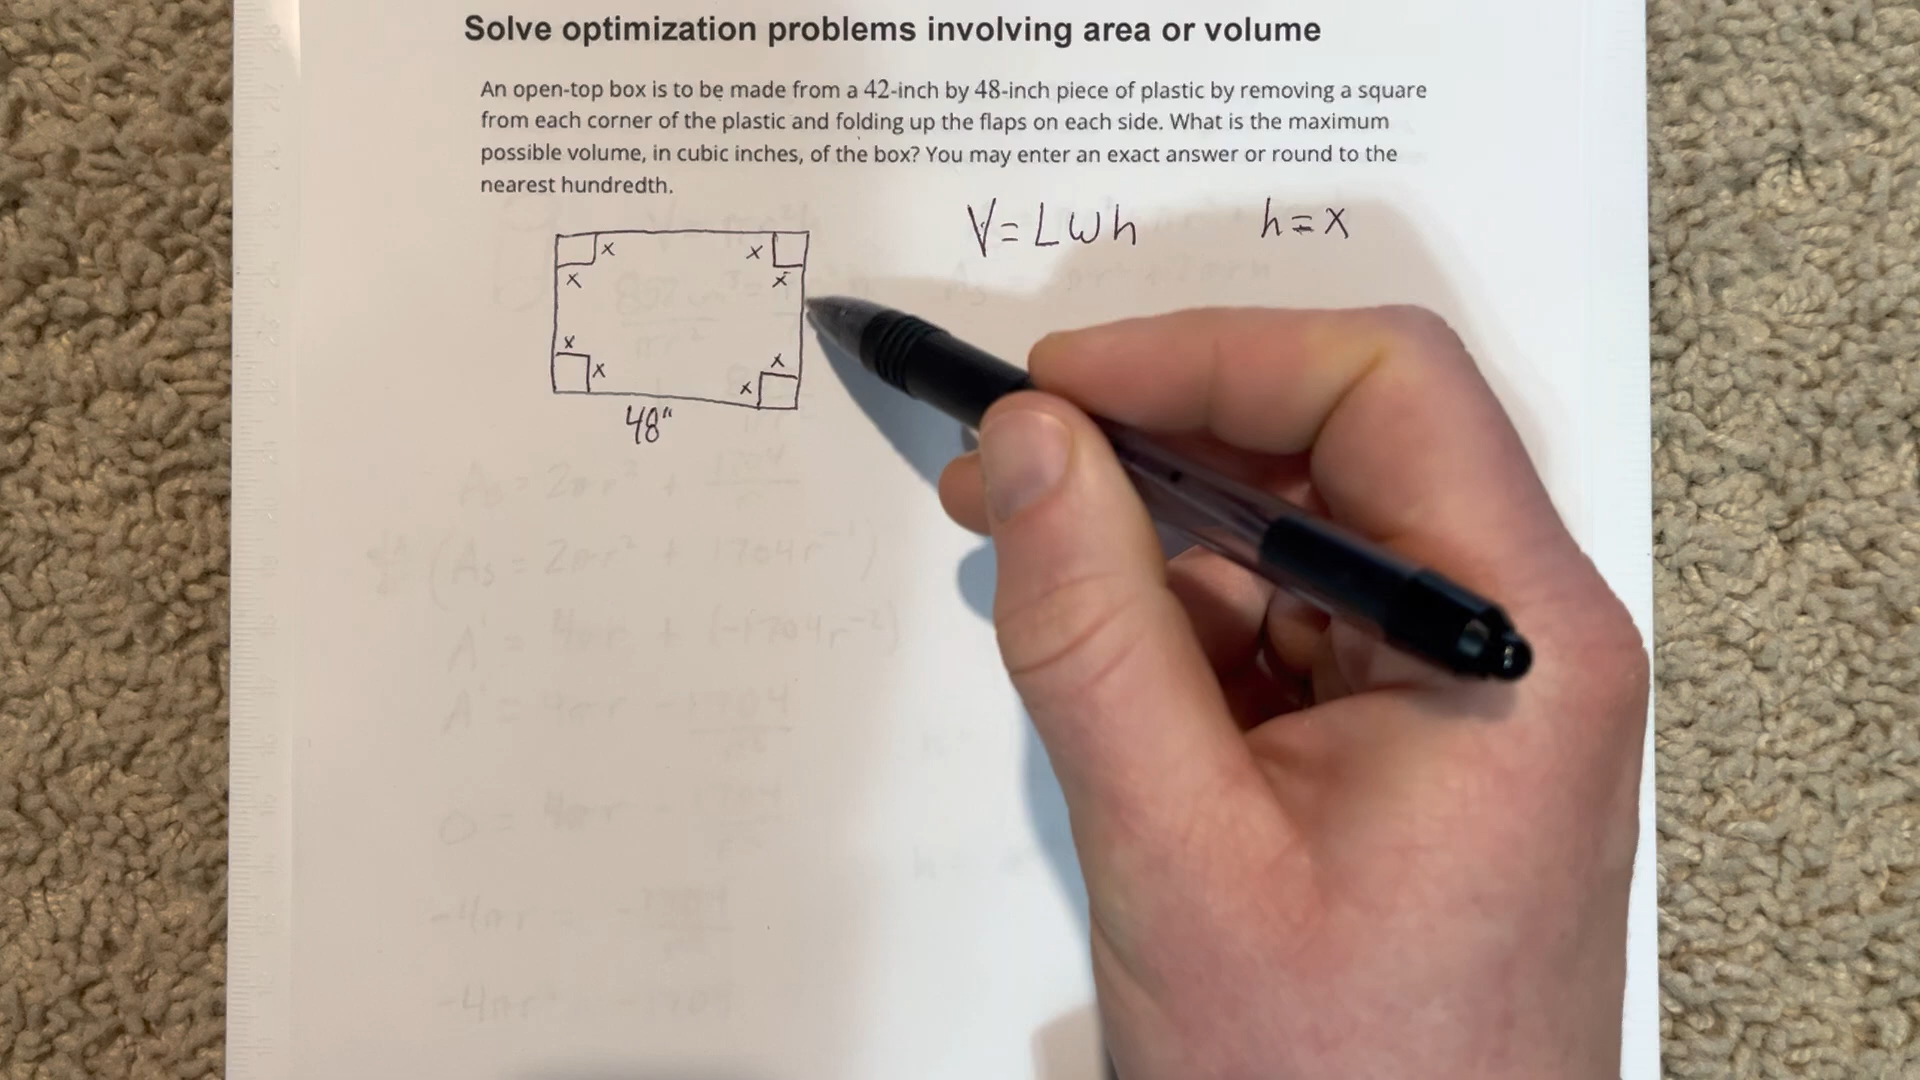 Solve optimization problems involving area or volume
An open-top box is to be made from a 42-inch by 48-inch piece of plastic by removing a square
from each corner of the plastic and folding up the flaps on each side. What is the maximum
possible volume, in cubic inches, of the box? You may enter an exact answer or round to the
nearest hundredth.
V = L W h h = x
x x
x x
x x
x x
48"